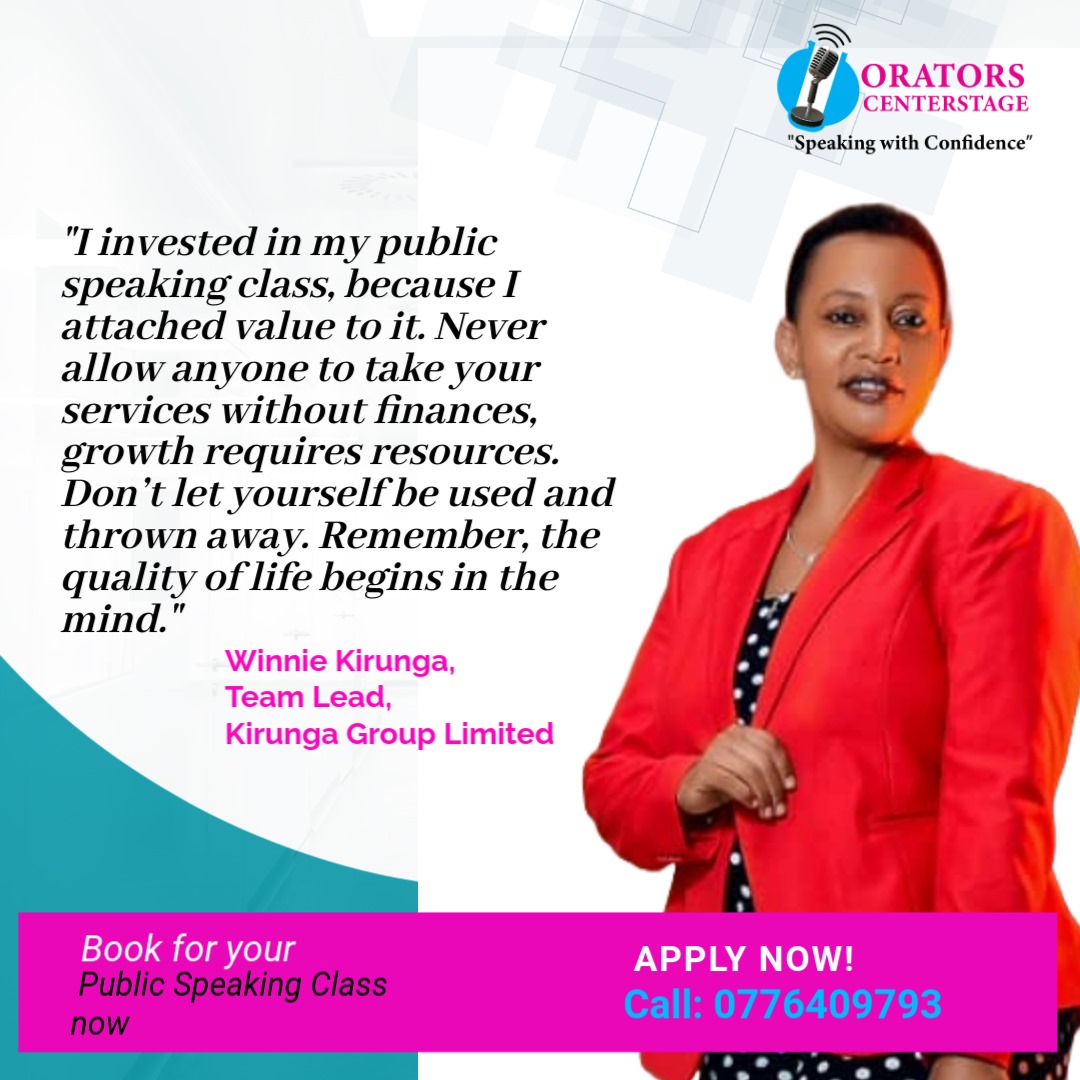 ORATORS
CENTERSTAGE
"Speaking with Confidence”
"I invested in my public
speaking class, because I
attached value to it. Never
allow anyone to take your
services without finances,
growth requires resources.
Don’t let yourself be used and
thrown away. Remember, the
quality of life begins in the
mind."
Winnie Kirunga,
Team Lead,
Kirunga Group Limited
Book for your
Public Speaking Class
now
APPLY NOW!
Call: 0776409793